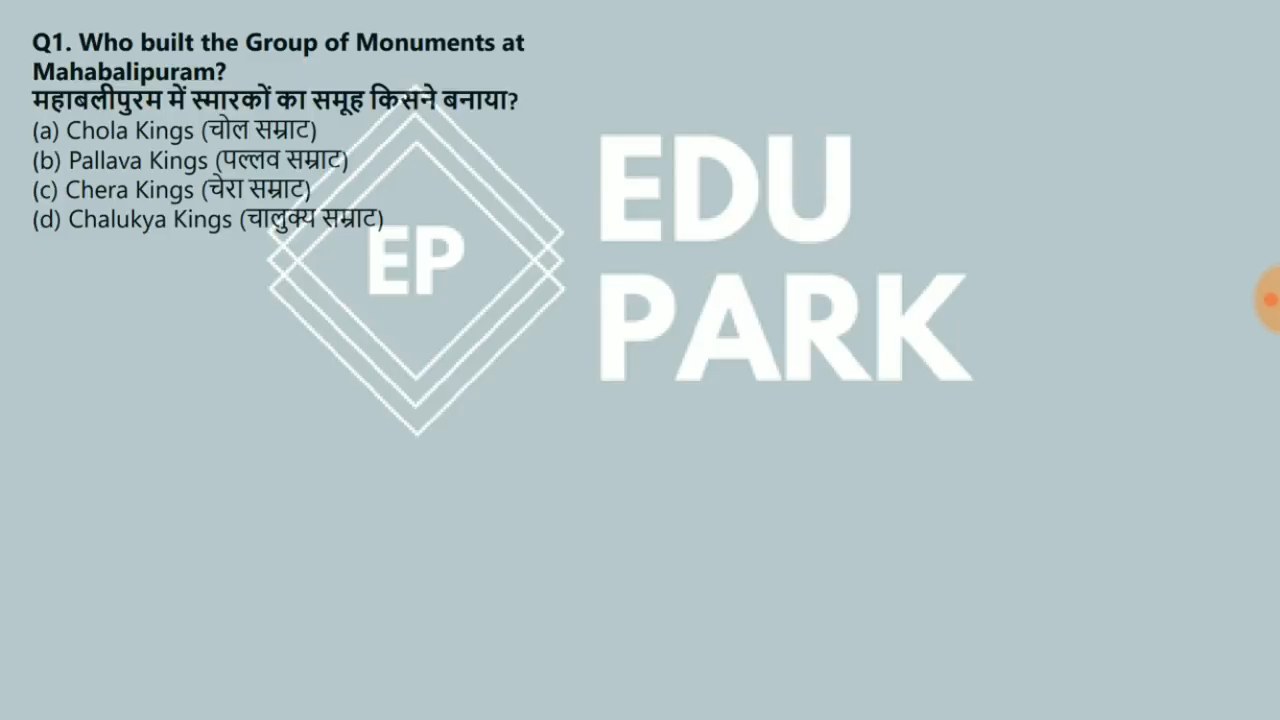 Q1. Who built the Group of Monuments at
Mahabalipuram?
महाबलीपुरम में स्मारकों का समूह किसने बनाया?
(a) Chola Kings (चोल सम्राट)
(b) Pallava Kings (पल्लव सम्राट)
(c) Chera Kings (चेरा सम्राट)
(d) Chalukya Kings (चालुक्य सम्राट)
EP
EDU
PARK